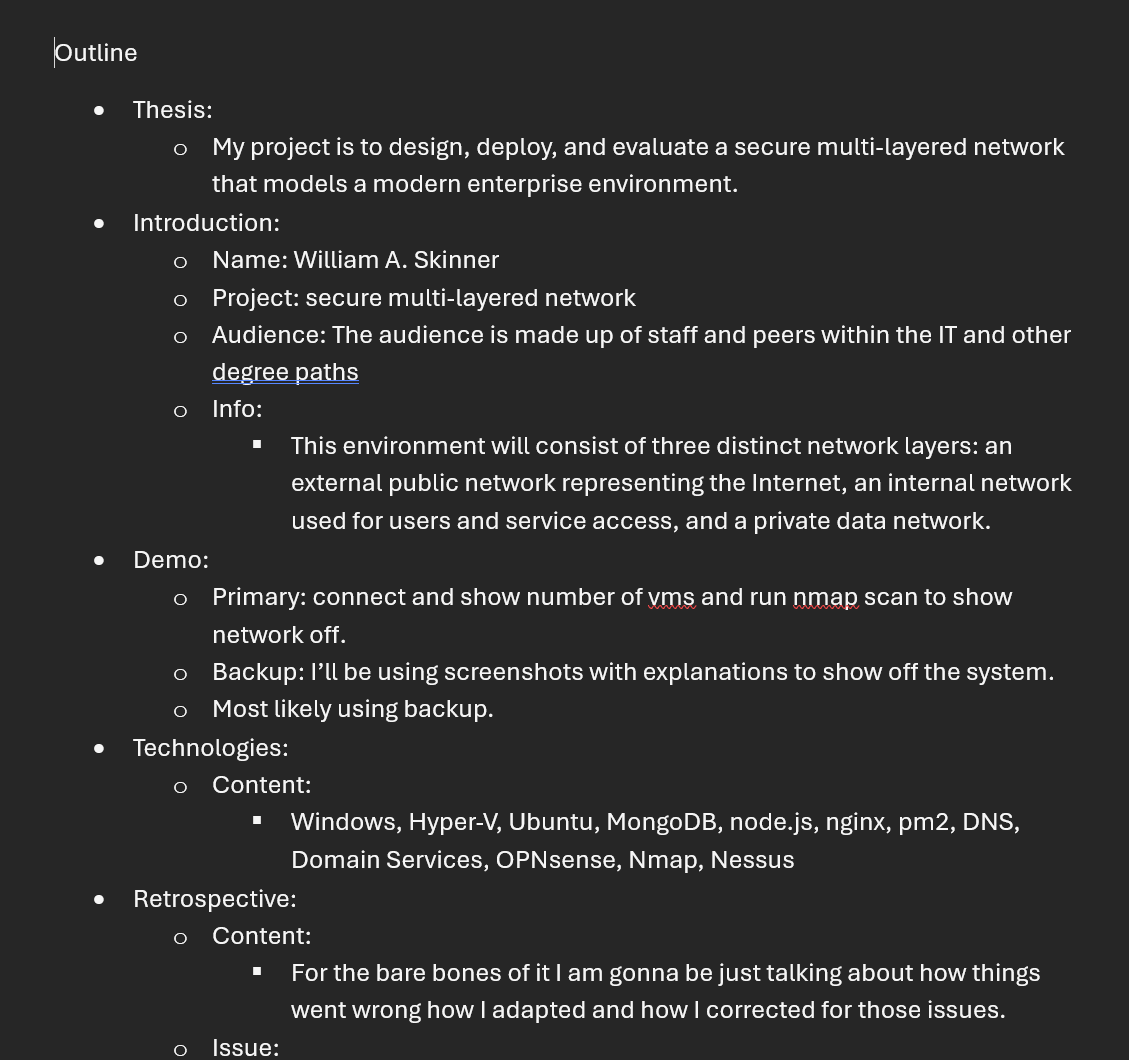 Outline
Thesis:
My project is to design, deploy, and evaluate a secure multi-layered network
that models a modern enterprise environment.
Introduction:
Name: William A. Skinner
Project: secure multi-layered network
Audience: The audience is made up of staff and peers within the IT and other
degree paths
Info:
This environment will consist of three distinct network layers: an
external public network representing the Internet, an internal network
used for users and service access, and a private data network.
Demo:
Primary: connect and show number of vms and run nmap scan to show
network off.
Backup: I’ll be using screenshots with explanations to show off the system.
Most likely using backup.
Technologies:
Content:
Windows, Hyper-V, Ubuntu, MongoDB, node.js, nginx, pm2, DNS,
Domain Services, OPNsense, Nmap, Nessus
Retrospective:
Content:
For the bare bones of it I am gonna be just talking about how things
went wrong how I adapted and how I corrected for those issues.
Issue: